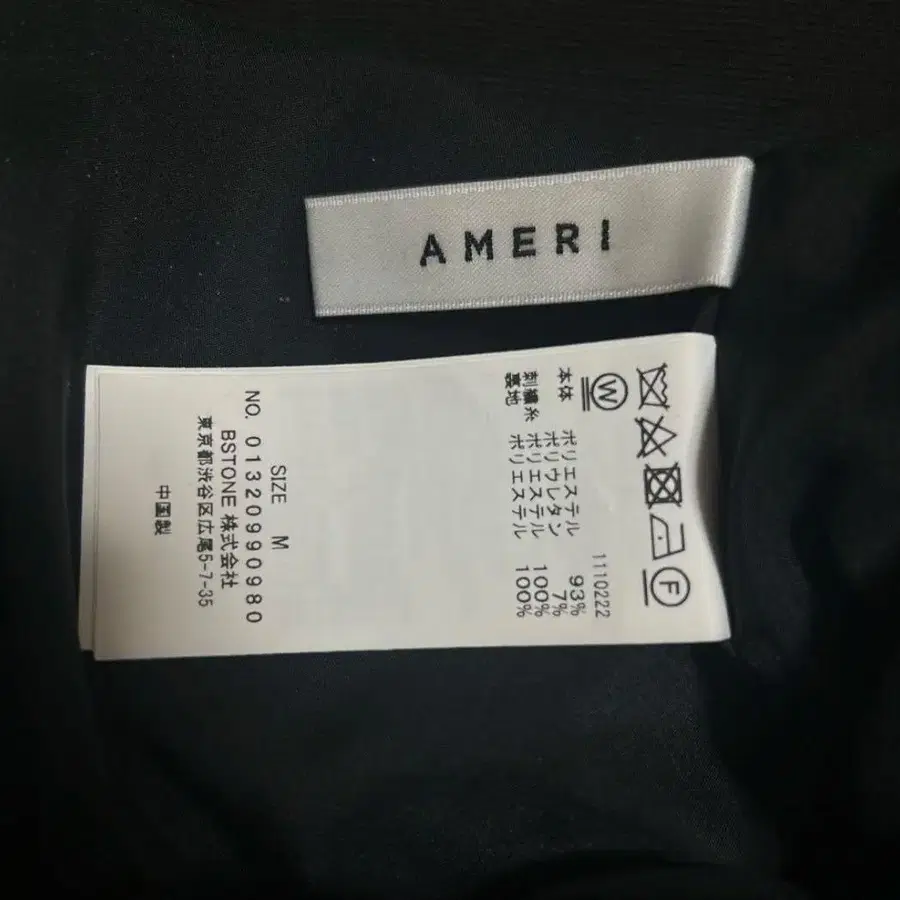 AMERI
F
W
1110222
本体 ポリエステル 93%
ポリウレタン 7%
刺繍糸 ポリエステル 100%
裏地 ポリエステル 100%
SIZE M
NO. 01320990980
BSTONE 株式会社
東京都渋谷区広尾5-7-35
中国製